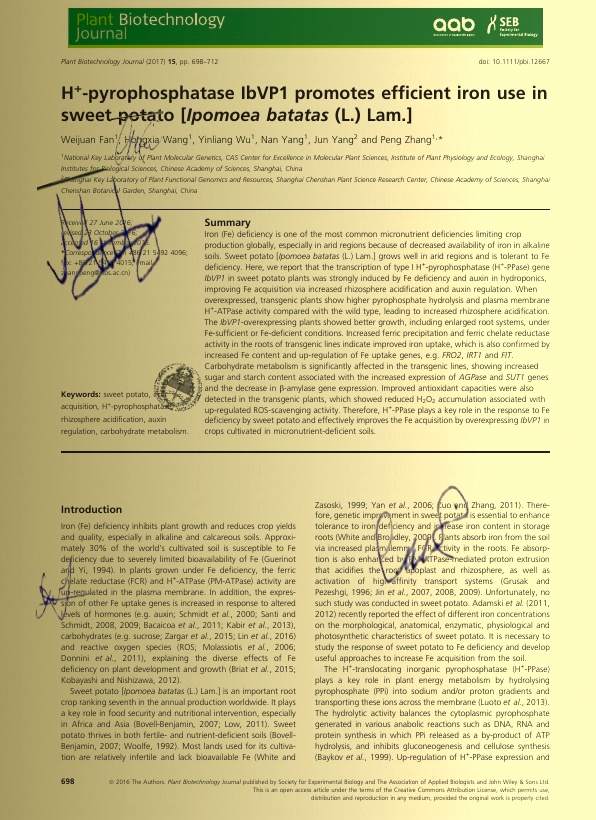 Plant Biotechnology
Journal
aab
SEB
Society for
Experimental Biology
Plant Biotechnology Journal (2017) 15, pp. 698–712
doi: 10.1111/pbi.12667
H+-pyrophosphatase IbVP1 promotes efficient iron use in
sweet potato [Ipomoea batatas (L.) Lam.]
Weijuan Fan1, Hongxia Wang1, Yinliang Wu1, Nan Yang1, Jun Yang2 and Peng Zhang1,*
1National Key Laboratory of Plant Molecular Genetics, CAS Center for Excellence in Molecular Plant Sciences, Institute of Plant Physiology and Ecology, Shanghai
Institutes for Biological Sciences, Chinese Academy of Sciences, Shanghai, China
Shanghai Key Laboratory of Plant Functional Genomics and Resources, Shanghai Chenshan Plant Science Research Center, Chinese Academy of Sciences, Shanghai
Chenshan Botanical Garden, Shanghai, China
Received 27 June 2016;
revised 28 October 2016;
accepted 16 November 2016.
*Correspondence (Tel +86 21 5492 4096;
fax +86 21 5492 4015; email
zhangpeng@sibs.ac.cn)
Keywords: sweet potato, iron
acquisition, H+-pyrophosphatase,
rhizosphere acidification, auxin
regulation, carbohydrate metabolism.
Summary
Iron (Fe) deficiency is one of the most common micronutrient deficiencies limiting crop
production globally, especially in arid regions because of decreased availability of iron in alkaline
soils. Sweet potato [Ipomoea batatas (L.) Lam.] grows well in arid regions and is tolerant to Fe
deficiency. Here, we report that the transcription of type I H+-pyrophosphatase (H+-PPase) gene
IbVP1 in sweet potato plants was strongly induced by Fe deficiency and auxin in hydroponics,
improving Fe acquisition via increased rhizosphere acidification and auxin regulation. When
overexpressed, transgenic plants show higher pyrophosphate hydrolysis and plasma membrane
H+-ATPase activity compared with the wild type, leading to increased rhizosphere acidification.
The IbVP1-overexpressing plants showed better growth, including enlarged root systems, under
Fe-sufficient or Fe-deficient conditions. Increased ferric precipitation and ferric chelate reductase
activity in the roots of transgenic lines indicate improved iron uptake, which is also confirmed by
increased Fe content and up-regulation of Fe uptake genes, e.g. FRO2, IRT1 and FIT.
Carbohydrate metabolism is significantly affected in the transgenic lines, showing increased
sugar and starch content associated with the increased expression of AGPase and SUT1 genes
and the decrease in β-amylase gene expression. Improved antioxidant capacities were also
detected in the transgenic plants, which showed reduced H2O2 accumulation associated with
up-regulated ROS-scavenging activity. Therefore, H+-PPase plays a key role in the response to Fe
deficiency by sweet potato and effectively improves the Fe acquisition by overexpressing IbVP1 in
crops cultivated in micronutrient-deficient soils.
Introduction
Iron (Fe) deficiency inhibits plant growth and reduces crop yields
and quality, especially in alkaline and calcareous soils. Approxi-
mately 30% of the world's cultivated soil is susceptible to Fe
deficiency due to severely limited bioavailability of Fe (Guerinot
and Yi, 1994). In plants grown under Fe deficiency, the ferric
chelate reductase (FCR) and H+-ATPase (PM-ATPase) activity are
up-regulated in the plasma membrane. In addition, the expres-
sion of other Fe uptake genes is increased in response to altered
levels of hormones (e.g. auxin; Schmidt et al., 2000; Santi and
Schmidt, 2008, 2009; Bacaicoa et al., 2011; Kabir et al., 2013),
carbohydrates (e.g. sucrose; Zargar et al., 2015; Lin et al., 2016)
and reactive oxygen species (ROS; Molassiotis et al., 2006;
Donnini et al., 2011), explaining the diverse effects of Fe
deficiency on plant development and growth (Briat et al., 2015;
Kobayashi and Nishizawa, 2012).
Sweet potato [Ipomoea batatas (L.) Lam.] is an important root
crop ranking seventh in the annual production worldwide. It plays
a key role in food security and nutritional intervention, especially
in Africa and Asia (Bovell-Benjamin, 2007; Low, 2011). Sweet
potato thrives in both fertile- and nutrient-deficient soils (Bovell-
Benjamin, 2007; Woolfe, 1992). Most lands used for its cultiva-
tion are relatively infertile and lack bioavailable Fe (White and
Zasoski, 1999; Yan et al., 2006; Zuo and Zhang, 2011). There-
fore, genetic improvement in sweet potato is essential to enhance
tolerance to iron deficiency and increase iron content in storage
roots (White and Broadley, 2009). Plants absorb iron from the soil
via increased plasmalemma FCR activity in the roots. Fe absorp-
tion is also enhanced by PM-ATPase-mediated proton extrusion
that acidifies the root apoplast and rhizosphere, as well as
activation of high-affinity transport systems (Grusak and
Pezeshgi, 1996; Jin et al., 2007, 2008, 2009). Unfortunately, no
such study was conducted in sweet potato. Adamski et al. (2011,
2012) recently reported the effect of different iron concentrations
on the morphological, anatomical, enzymatic, physiological and
photosynthetic characteristics of sweet potato. It is necessary to
study the response of sweet potato to Fe deficiency and develop
useful approaches to increase Fe acquisition from the soil.
The H+-translocating inorganic pyrophosphatase (H+-PPase)
plays a key role in plant energy metabolism by hydrolysing
pyrophosphate (PPi) into sodium and/or proton gradients and
transporting these ions across the membrane (Luoto et al., 2013).
The hydrolytic activity balances the cytoplasmic pyrophosphate
generated in various anabolic reactions such as DNA, RNA and
protein synthesis in which PPi released as a by-product of ATP
hydrolysis, and inhibits gluconeogenesis and cellulose synthesis
(Baykov et al., 1999). Up-regulation of H+-PPase expression and
698
© 2016 The Authors. Plant Biotechnology Journal published by Society for Experimental Biology and The Association of Applied Biologists and John Wiley & Sons Ltd.
This is an open access article under the terms of the Creative Commons Attribution License, which permits use,
distribution and reproduction in any medium, provided the original work is properly cited.